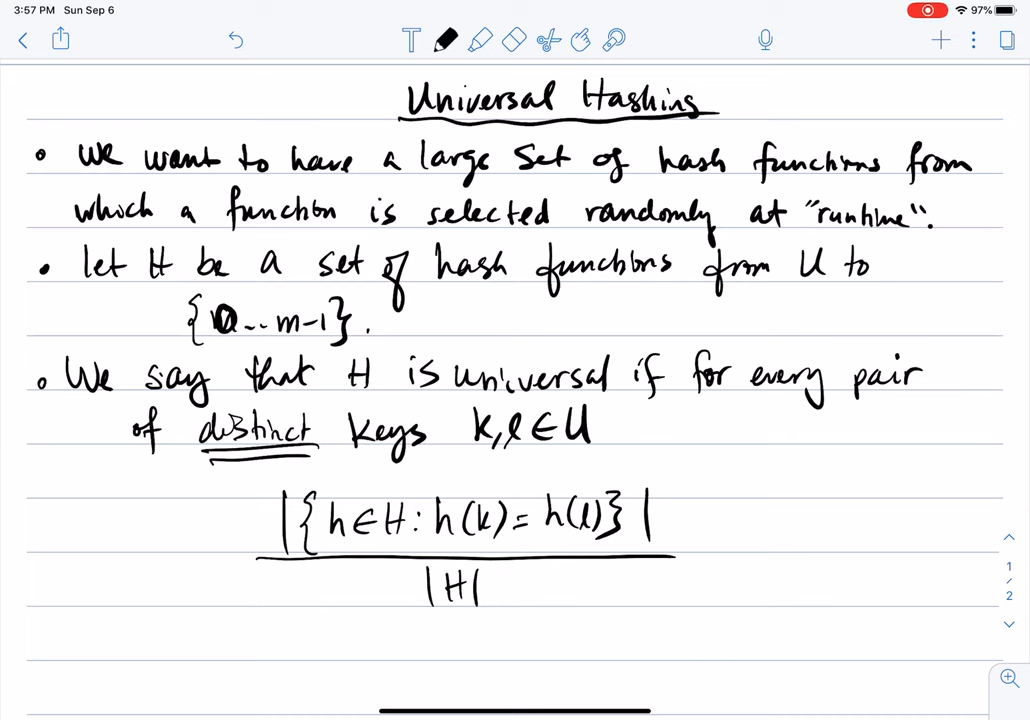 3:57 PM Sun Sep 6
97%
T
Universal Hashing
• We want to have a large set of hash functions from
which a function is selected randomly at "runtime".
• let H be a set of hash functions from U to
{0...m-1}.
• We say that H is universal if for every pair
of distinct keys k, l ∈ U
|{h ∈ H : h(k) = h(l)}|
|H|
1
/
2